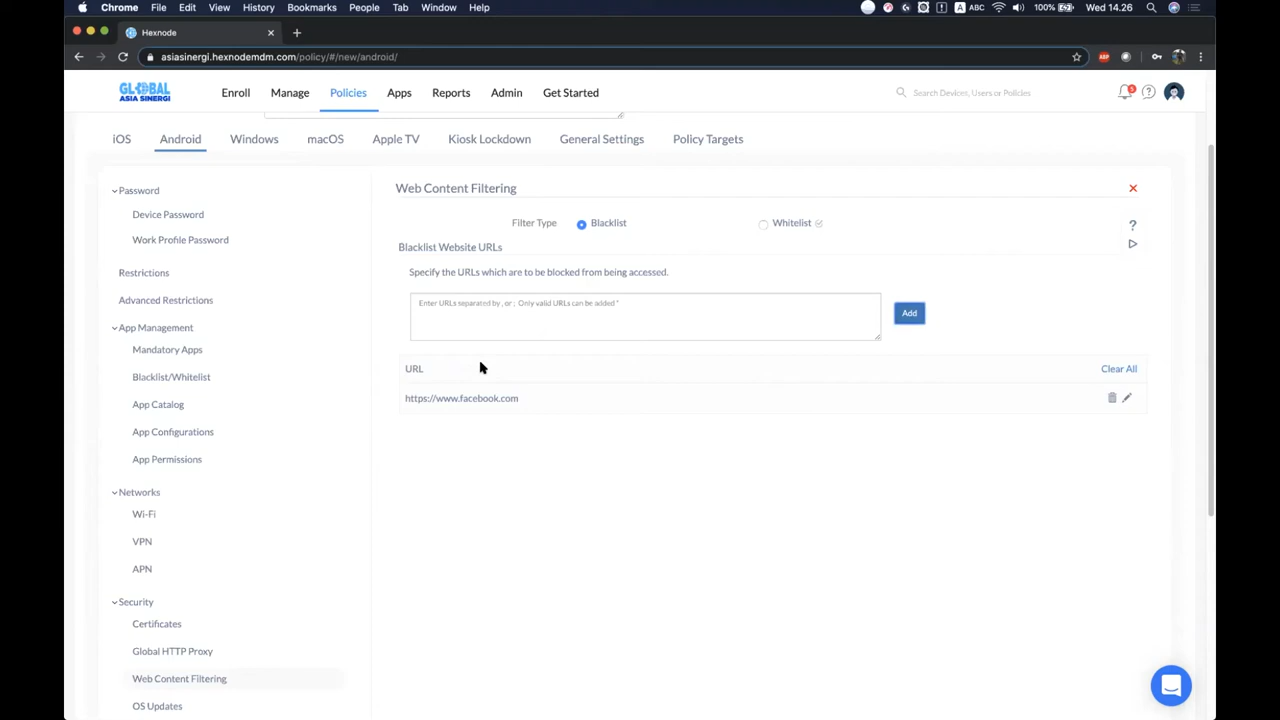 Chrome File Edit View History Bookmarks People Tab Window Help
A ABC 100% Wed 14.26
Hexnode
asiasinergi.hexnodemdm.com/policy/#/new/android/
ABP
GLOBAL
ASIA SINERGI
Enroll Manage Policies Apps Reports Admin Get Started
Search Devices, Users or Policies
5
iOS Android Windows macOS Apple TV Kiosk Lockdown General Settings Policy Targets
Password
Device Password
Work Profile Password
Restrictions
Advanced Restrictions
App Management
Mandatory Apps
Blacklist/Whitelist
App Catalog
App Configurations
App Permissions
Networks
Wi-Fi
VPN
APN
Security
Certificates
Global HTTP Proxy
Web Content Filtering
OS Updates
Web Content Filtering
Filter Type Blacklist Whitelist
?
Blacklist Website URLs
Specify the URLs which are to be blocked from being accessed.
Enter URLs separated by , or ; Only valid URLs can be added *
Add
URL Clear All
https://www.facebook.com